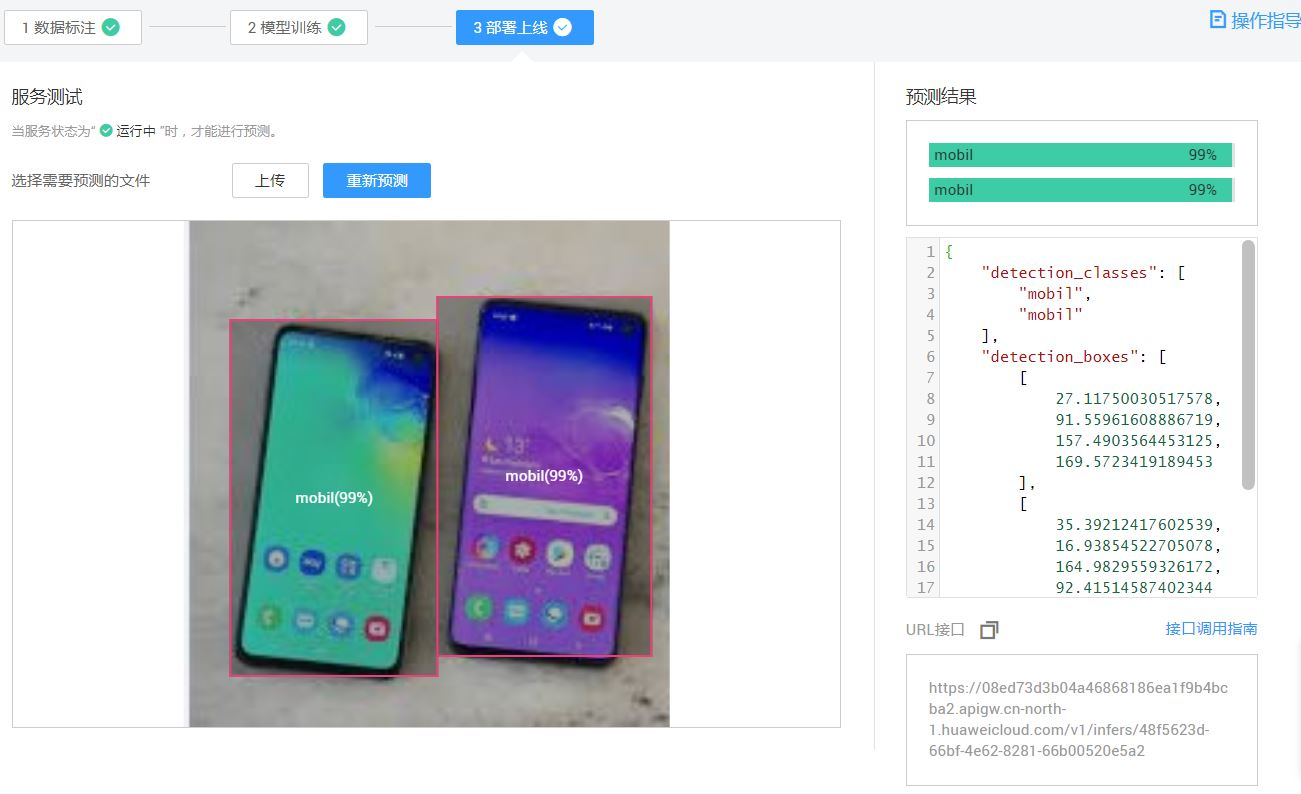 1 数据标注
2 模型训练
3 部署上线
操作指导
服务测试
当服务状态为“ 运行中 ”时，才能进行预测。
选择需要预测的文件
上传
重新预测
13°
mobil(99%)
mobil(99%)
预测结果
mobil 99%
mobil 99%
1 {
2 "detection_classes": [
3 "mobil",
4 "mobil"
5 ],
6 "detection_boxes": [
7 [
8 27.11750030517578,
9 91.55961608886719,
10 157.4903564453125,
11 169.5723419189453
12 ],
13 [
14 35.39212417602539,
15 16.93854522705078,
16 164.9829559326172,
17 92.41514587402344
URL接口
接口调用指南
https://08ed73d3b04a46868186ea1f9b4bc
ba2.apigw.cn-north-
1.huaweicloud.com/v1/infers/48f5623d-
66bf-4e62-8281-66b00520e5a2